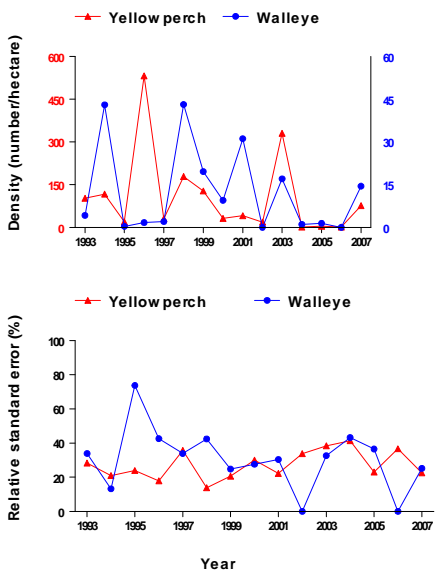 Yellow perch Walleye
Density (number/hectare)
600 60
450 45
300 30
150 15
0 0
1993 1995 1997 1999 2001 2003 2005 2007
Yellow perch Walleye
Relative standard error (%)
100
80
60
40
20
0
1993 1995 1997 1999 2001 2003 2005 2007
Year